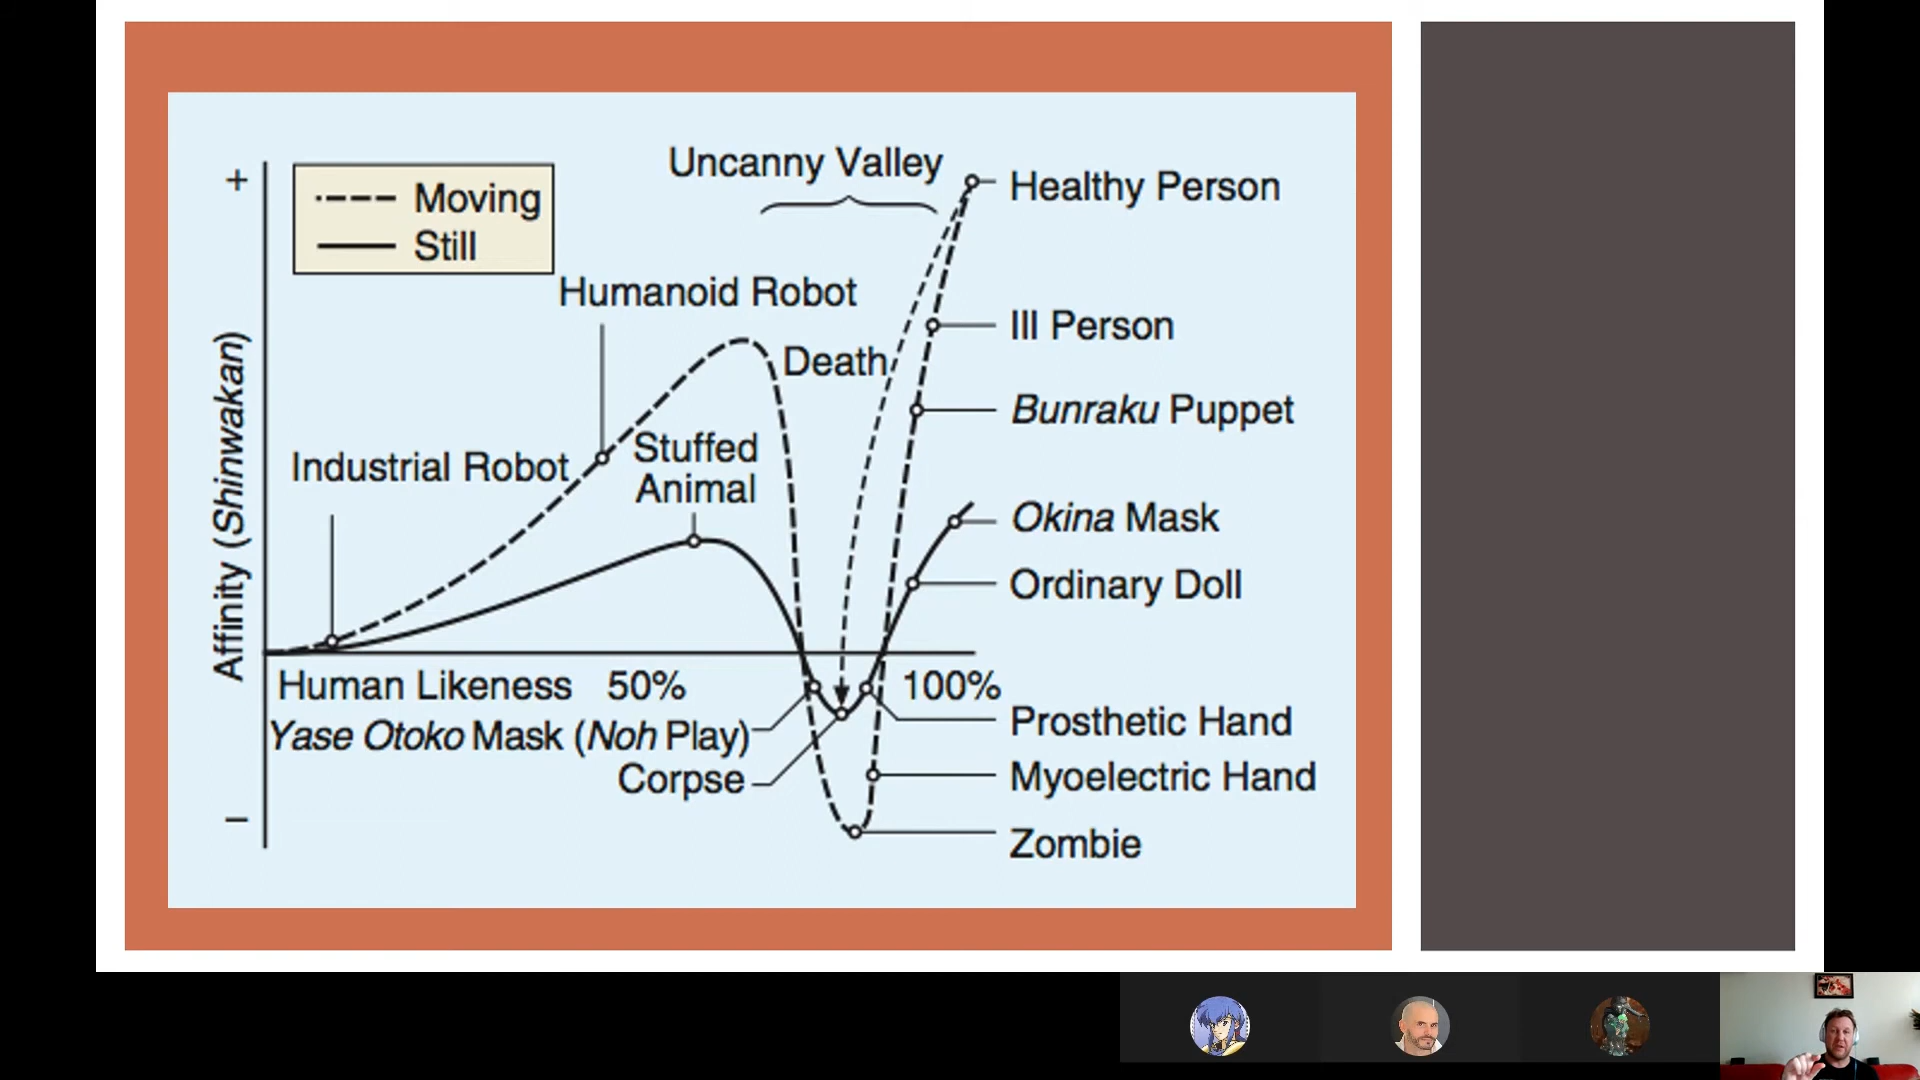 Uncanny Valley
+
Moving
Still
Healthy Person
Humanoid Robot
Ill Person
Death
Bunraku Puppet
Stuffed
Animal
Industrial Robot
Affinity (Shinwakan)
Okina Mask
Ordinary Doll
Human Likeness 50% 100%
Yase Otoko Mask (Noh Play)
Prosthetic Hand
Corpse
Myoelectric Hand
−
Zombie